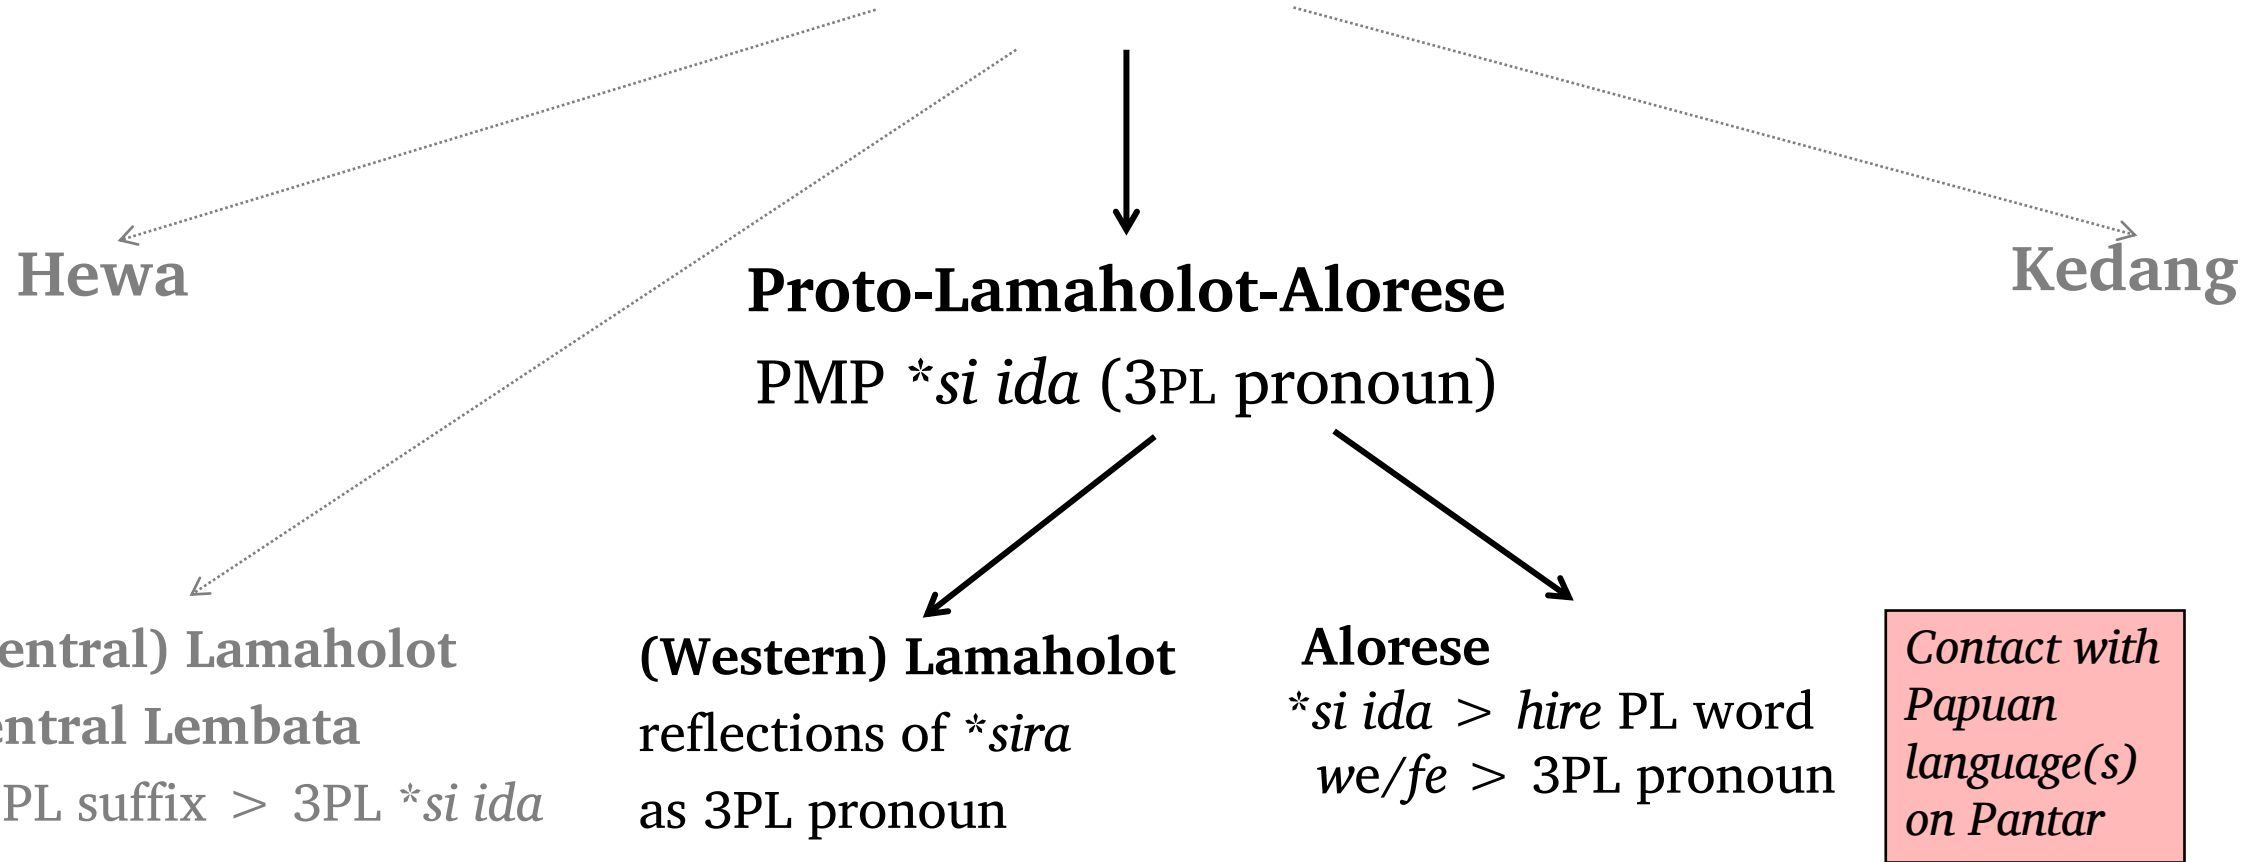 Hewa
Kedang
Proto-Lamaholot-Alorese
PMP *si ida (3PL pronoun)
entral) Lamaholot
entral Lembata
PL suffix > 3PL *si ida
(Western) Lamaholot
reflections of *sira
as 3PL pronoun
Alorese
*si ida > hire PL word
we/fe > 3PL pronoun
Contact with
Papuan
language(s)
on Pantar